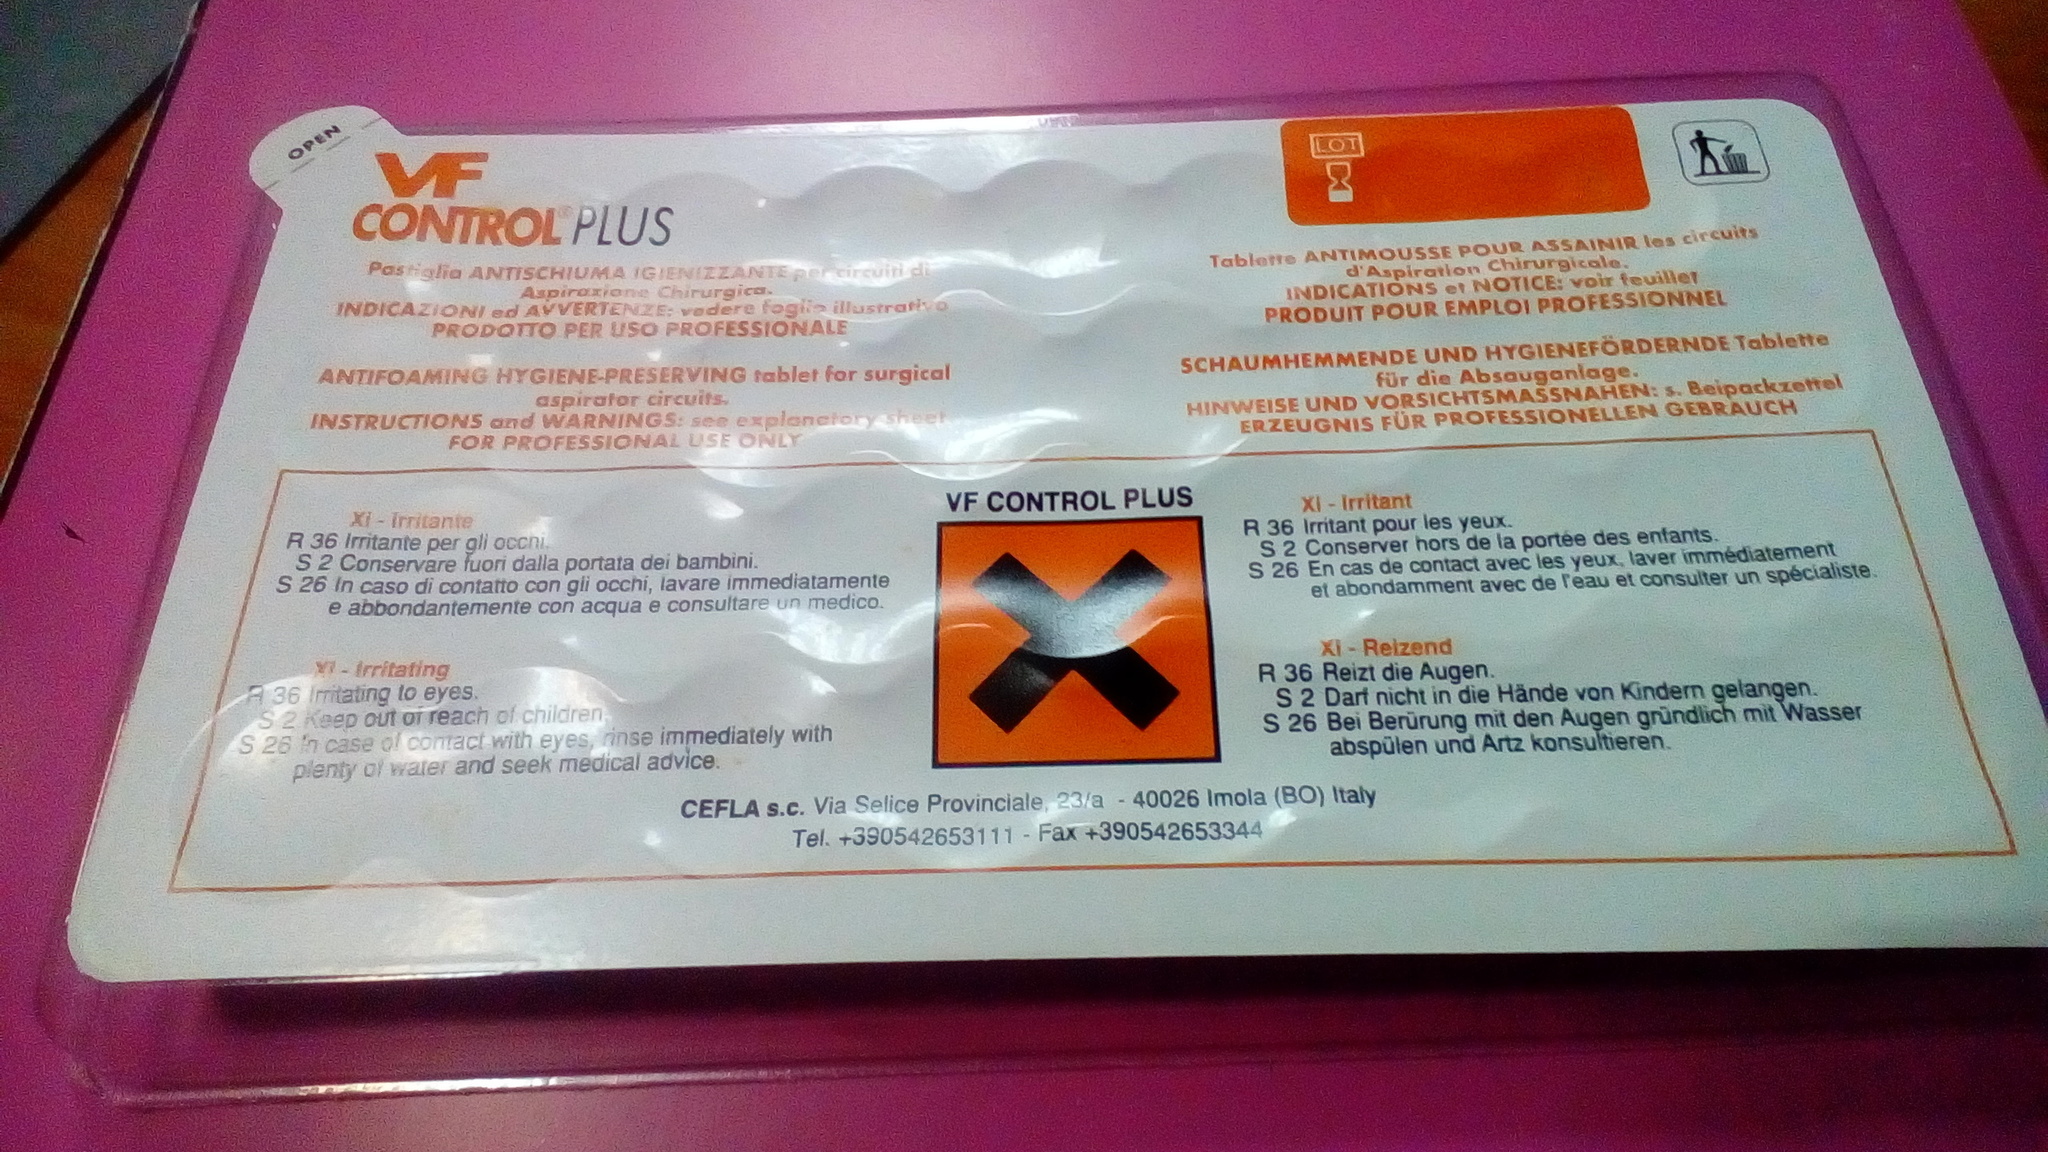 OPEN
VF
CONTROL® PLUS
Pastiglia ANTISCHIUMA IGIENIZZANTE per circuiti di
Aspirazione Chirurgica.
INDICAZIONI ed AVVERTENZE: vedere foglio illustrativo
PRODOTTO PER USO PROFESSIONALE
ANTIFOAMING HYGIENE-PRESERVING tablet for surgical
aspirator circuits.
INSTRUCTIONS and WARNINGS: see explanatory sheet
FOR PROFESSIONAL USE ONLY
LOT
Tablette ANTIMOUSSE POUR ASSAINIR les circuits
d'Aspiration Chirurgicale.
INDICATIONS et NOTICE: voir feuillet
PRODUIT POUR EMPLOI PROFESSIONNEL
SCHAUMHEMMENDE UND HYGIENEFÖRDERNDE Tablette
für die Absauganlage.
HINWEISE UND VORSICHTSMASSNAHEN: s. Beipackzettel
ERZEUGNIS FÜR PROFESSIONELLEN GEBRAUCH
Xi - Irritante
R 36 Irritante per gli occhi.
S 2 Conservare fuori dalla portata dei bambini.
S 26 In caso di contatto con gli occhi, lavare immediatamente
e abbondantemente con acqua e consultare un medico.
Xi - Irritating
R 36 Irritating to eyes.
S 2 Keep out of reach of children.
S 26 In case of contact with eyes, rinse immediately with
plenty of water and seek medical advice.
VF CONTROL PLUS
Xi - Irritant
R 36 Irritant pour les yeux.
S 2 Conserver hors de la portée des enfants.
S 26 En cas de contact avec les yeux, laver immédiatement
et abondamment avec de l'eau et consulter un spécialiste.
Xi - Reizend
R 36 Reizt die Augen.
S 2 Darf nicht in die Hände von Kindern gelangen.
S 26 Bei Berürung mit den Augen gründlich mit Wasser
abspülen und Artz konsultieren.
CEFLA s.c. Via Selice Provinciale, 23/a - 40026 Imola (BO) Italy
Tel. +390542653111 - Fax +390542653344